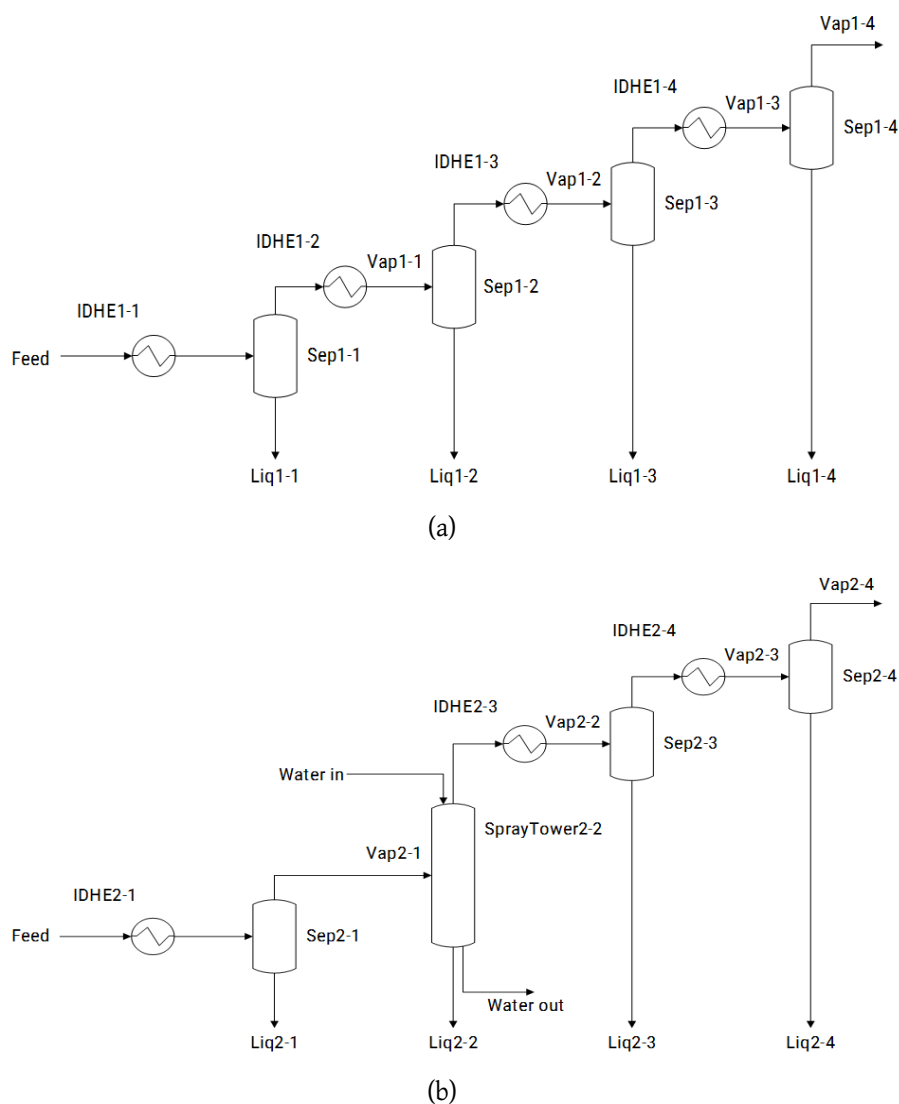 Vap1-4
IDHE1-4
Vap1-3
Sep1-4
IDHE1-3
Vap1-2
Sep1-3
IDHE1-2
Vap1-1
Sep1-2
IDHE1-1
Feed
Sep1-1
Liq1-1
Liq1-2
Liq1-3
Liq1-4
(a)
Vap2-4
IDHE2-4
Vap2-3
Sep2-4
IDHE2-3
Vap2-2
Sep2-3
Water in
SprayTower2-2
Vap2-1
IDHE2-1
Feed
Sep2-1
Water out
Liq2-1
Liq2-2
Liq2-3
Liq2-4
(b)